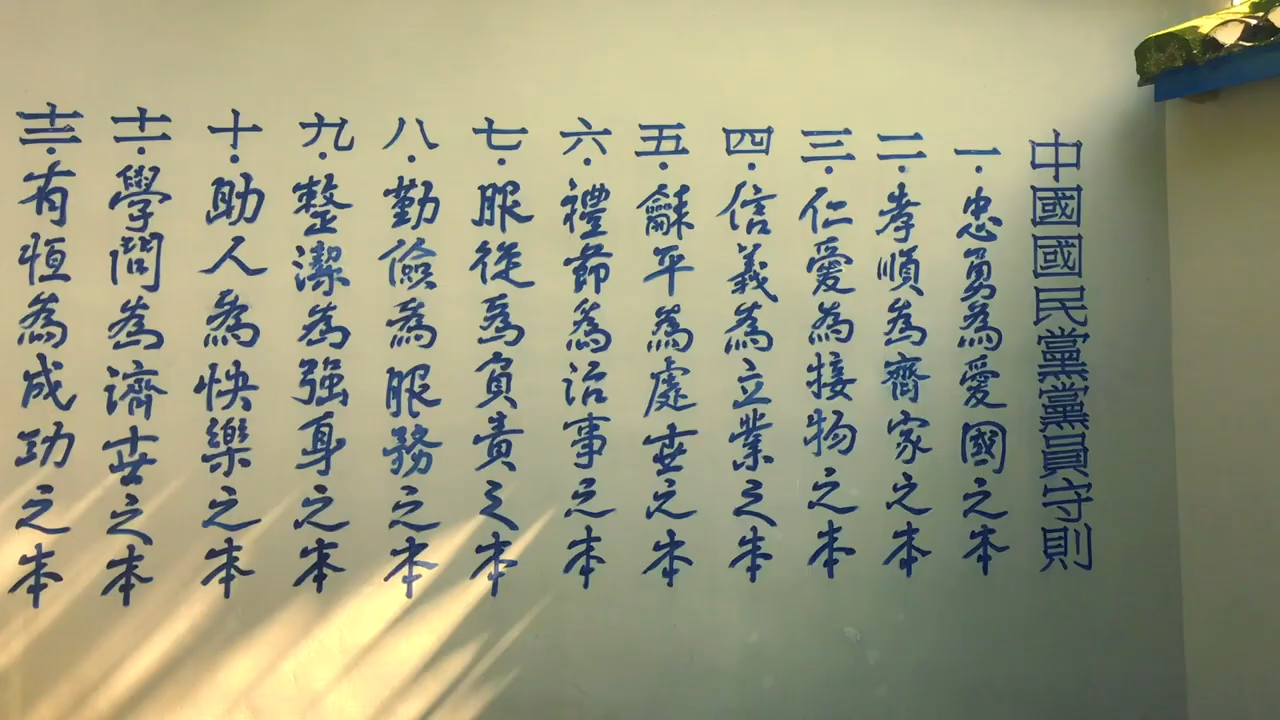 中國國民黨黨員守則
一．忠勇為愛國之本
二．孝順為齊家之本
三．仁愛為接物之本
四．信義為立業之本
五．龢平為處世之本
六．禮節為治事之本
七．服從為負責之本
八．勤儉為服務之本
九．整潔為強身之本
十．助人為快樂之本
十一．學問為濟世之本
十二．有恆為成功之本